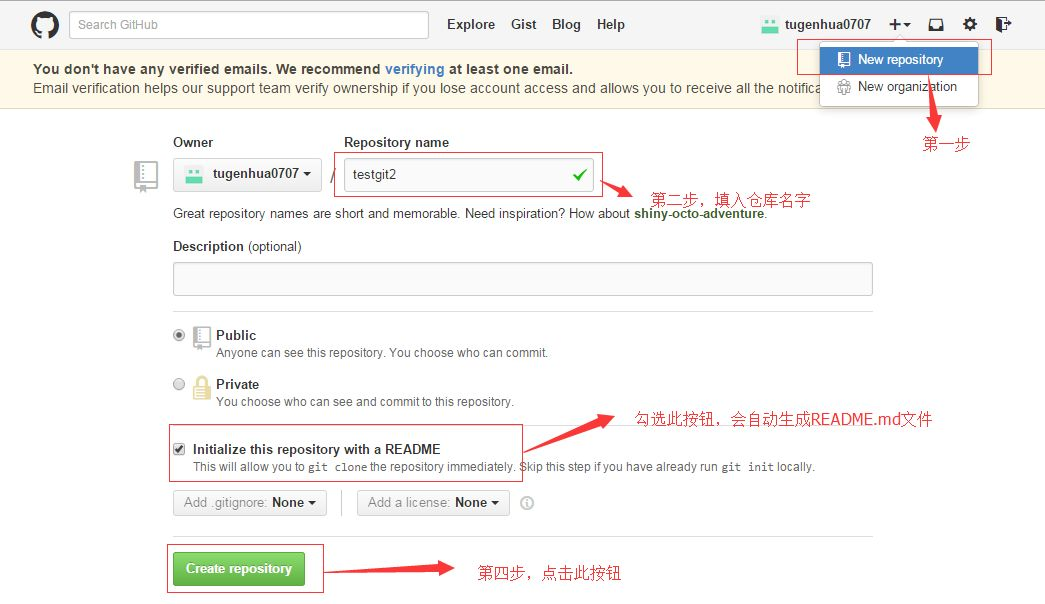 Search GitHub
Explore Gist Blog Help
tugenhua0707
New repository
New organization
You don't have any verified emails. We recommend verifying at least one email.
Email verification helps our support team verify ownership if you lose account access and allows you to receive all the notifica
第一步
Owner
Repository name
tugenhua0707 / testgit2
第二步，填入仓库名字
Great repository names are short and memorable. Need inspiration? How about shiny-octo-adventure.
Description (optional)
Public
Anyone can see this repository. You choose who can commit.
Private
You choose who can see and commit to this repository.
勾选此按钮，会自动生成README.md文件
Initialize this repository with a README
This will allow you to git clone the repository immediately. Skip this step if you have already run git init locally.
Add .gitignore: None
Add a license: None
Create repository
第四步，点击此按钮